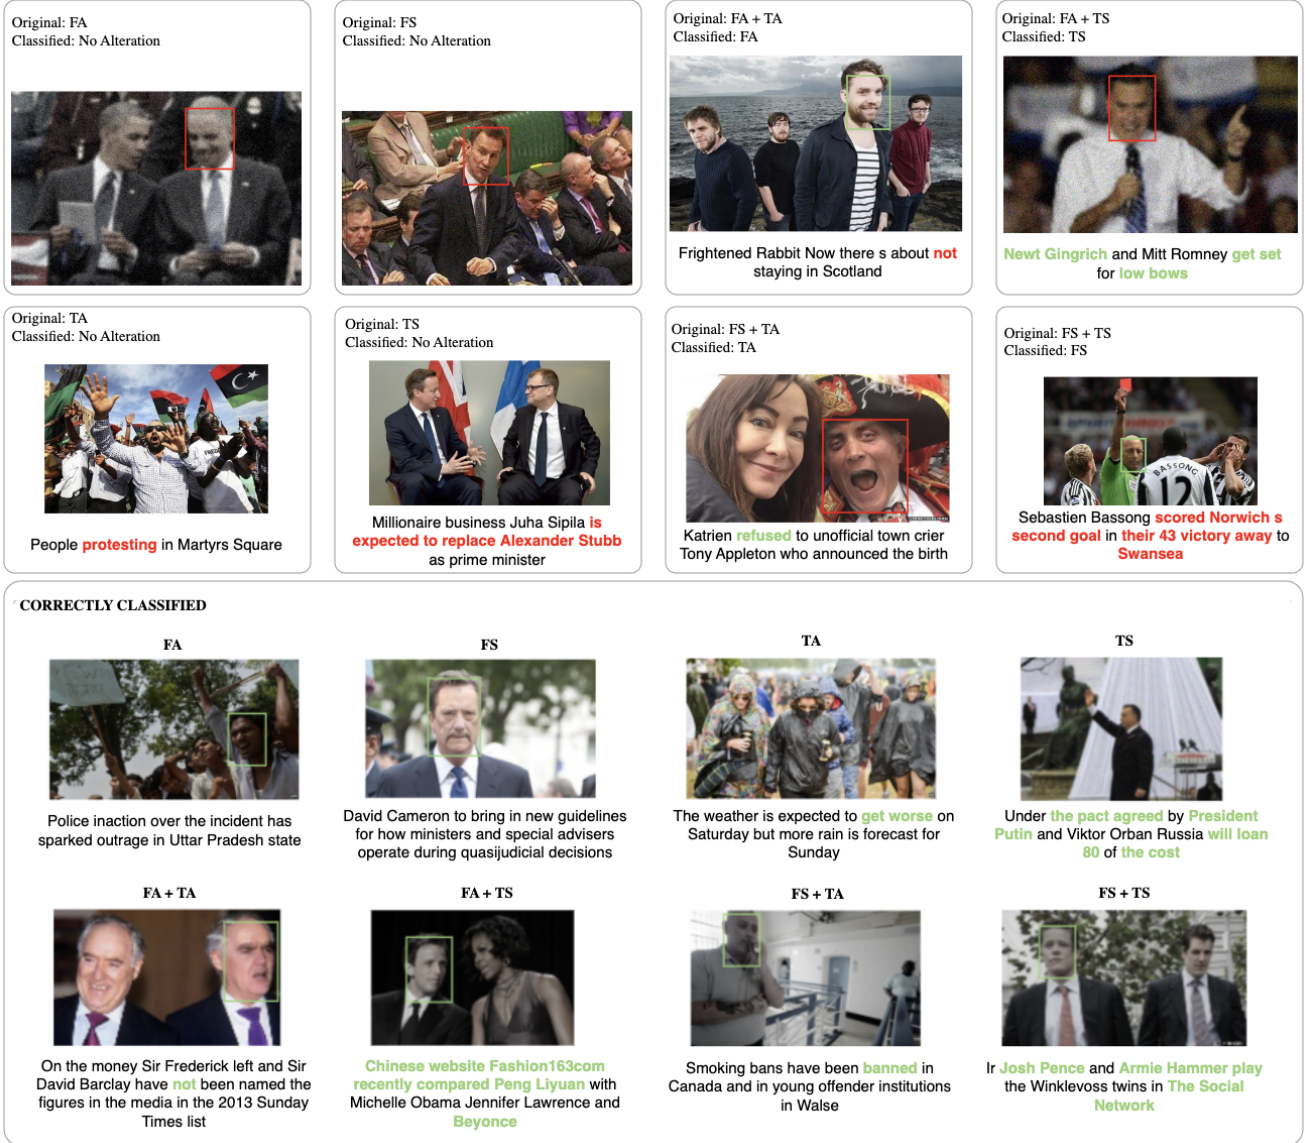 Original: FA
Classified: No Alteration
Original: FS
Classified: No Alteration
Original: FA + TA
Classified: FA
Frightened Rabbit Now there s about not
staying in Scotland
Original: FA + TS
Classified: TS
Newt Gingrich and Mitt Romney get set
for low bows
Original: TA
Classified: No Alteration
People protesting in Martyrs Square
Original: TS
Classified: No Alteration
Millionaire business Juha Sipila is
expected to replace Alexander Stubb
as prime minister
Original: FS + TA
Classified: TA
Katrien refused to unofficial town crier
Tony Appleton who announced the birth
Original: FS + TS
Classified: FS
BASSONG
12
Sebastien Bassong scored Norwich s
second goal in their 43 victory away to
Swansea
CORRECTLY CLASSIFIED
FA
Police inaction over the incident has
sparked outrage in Uttar Pradesh state
FS
David Cameron to bring in new guidelines
for how ministers and special advisers
operate during quasijudicial decisions
TA
The weather is expected to get worse on
Saturday but more rain is forecast for
Sunday
TS
Under the pact agreed by President
Putin and Viktor Orban Russia will loan
80 of the cost
FA + TA
On the money Sir Frederick left and Sir
David Barclay have not been named the
figures in the media in the 2013 Sunday
Times list
FA + TS
Chinese website Fashion163com
recently compared Peng Liyuan with
Michelle Obama Jennifer Lawrence and
Beyonce
FS + TA
Smoking bans have been banned in
Canada and in young offender institutions
in Walse
FS + TS
Ir Josh Pence and Armie Hammer play
the Winklevoss twins in The Social
Network